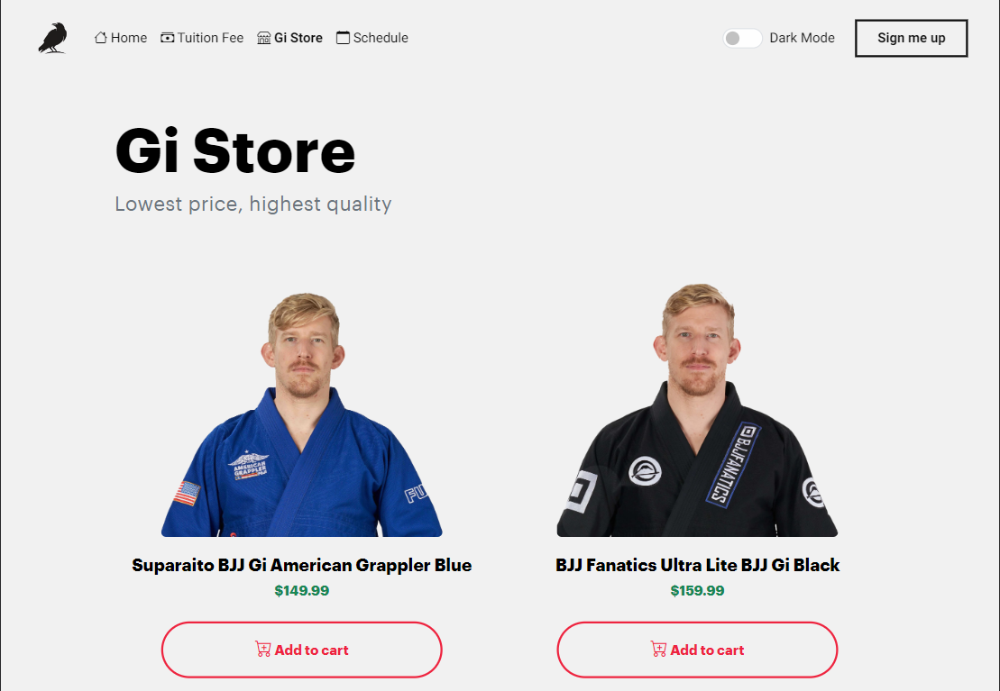 Home Tuition Fee Gi Store Schedule Dark Mode Sign me up
Gi Store
Lowest price, highest quality
AMERICAN
GRAPPLER
BJJFANATICS
Suparaito BJJ Gi American Grappler Blue
BJJ Fanatics Ultra Lite BJJ Gi Black
$149.99
$159.99
Add to cart
Add to cart